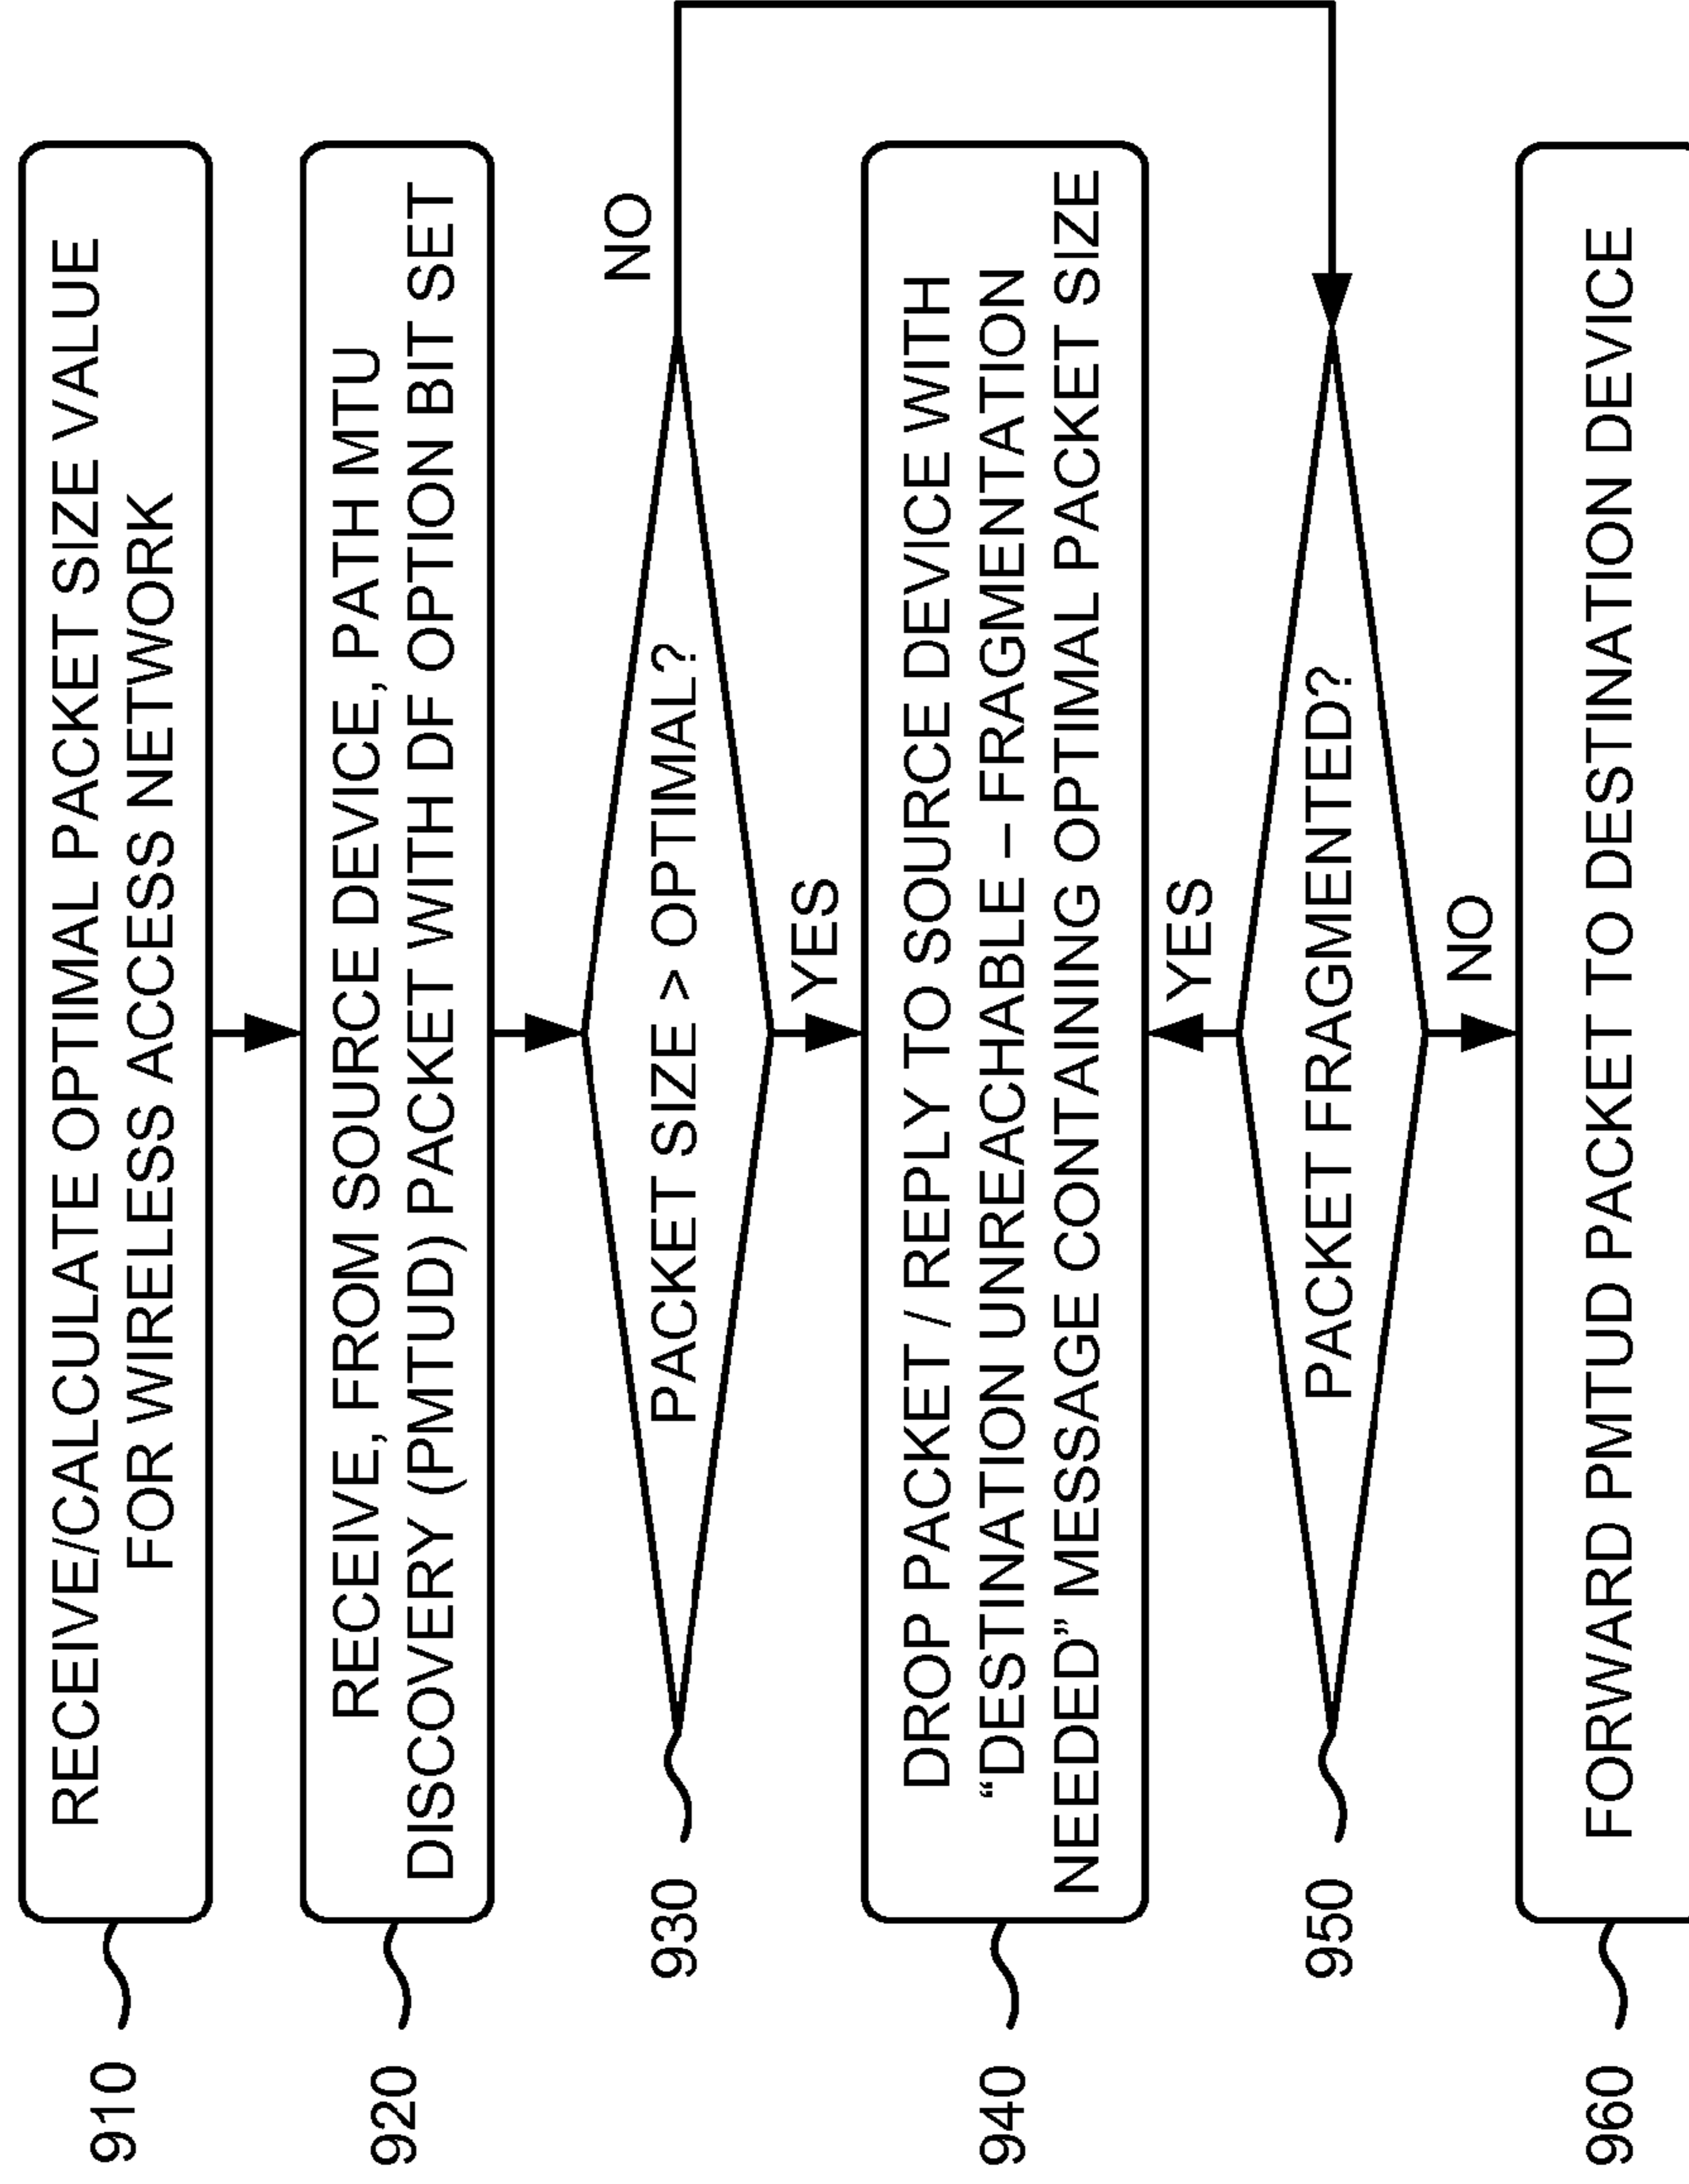 910
RECEIVE/CALCULATE OPTIMAL PACKET SIZE VALUE
FOR WIRELESS ACCESS NETWORK
920
RECEIVE, FROM SOURCE DEVICE, PATH MTU
DISCOVERY (PMTUD) PACKET WITH DF OPTION BIT SET
930
PACKET SIZE > OPTIMAL?
NO
YES
940
DROP PACKET / REPLY TO SOURCE DEVICE WITH
“DESTINATION UNREACHABLE – FRAGMENTATION
NEEDED” MESSAGE CONTAINING OPTIMAL PACKET SIZE
YES
950
PACKET FRAGMENTED?
NO
960
FORWARD PMTUD PACKET TO DESTINATION DEVICE